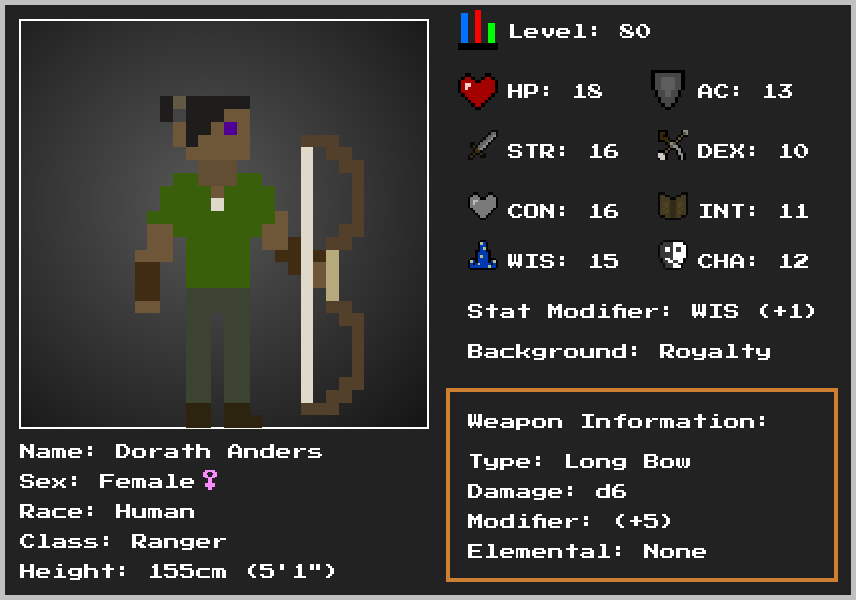 Level: 80
HP: 18
AC: 13
STR: 16
DEX: 10
CON: 16
INT: 11
WIS: 15
CHA: 12
Stat Modifier: WIS (+1)
Background: Royalty
Weapon Information:
Type: Long Bow
Damage: d6
Modifier: (+5)
Elemental: None
Name: Dorath Anders
Sex: Female♀
Race: Human
Class: Ranger
Height: 155cm (5'1")